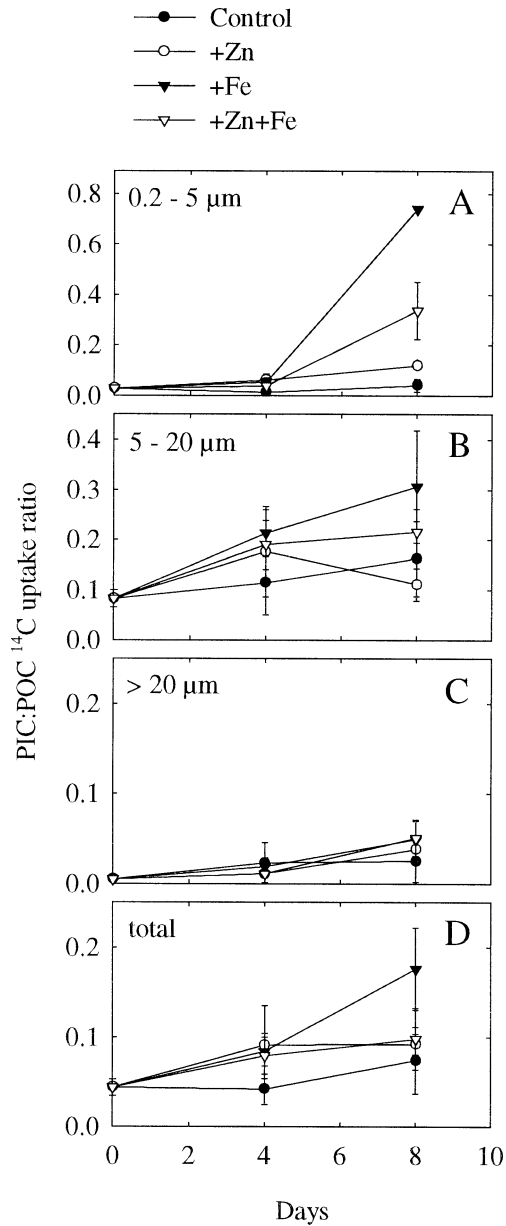 Control
+Zn
+Fe
+Zn+Fe
0.2 - 5 µm
A
0.8
0.6
0.4
0.2
0.0
5 - 20 µm
B
0.4
0.3
0.2
0.1
0.0
> 20 µm
C
0.2
0.1
0.0
total
D
0.2
0.1
0.0
0 2 4 6 8 10
Days
PIC:POC ¹⁴C uptake ratio